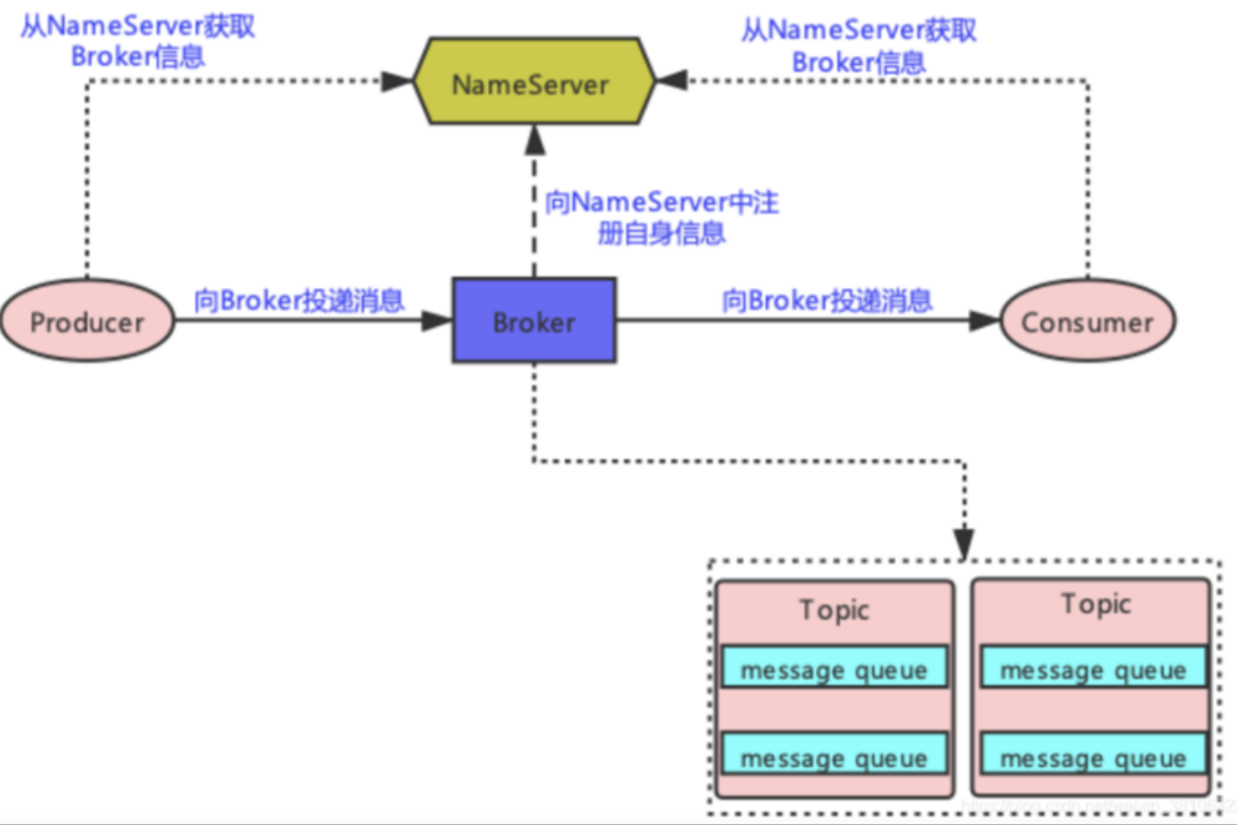 从NameServer获取
Broker信息
从NameServer获取
Broker信息
NameServer
向NameServer中注
册自身信息
Producer
向Broker投递消息
Broker
向Broker投递消息
Consumer
Topic
Topic
message queue
message queue
message queue
message queue